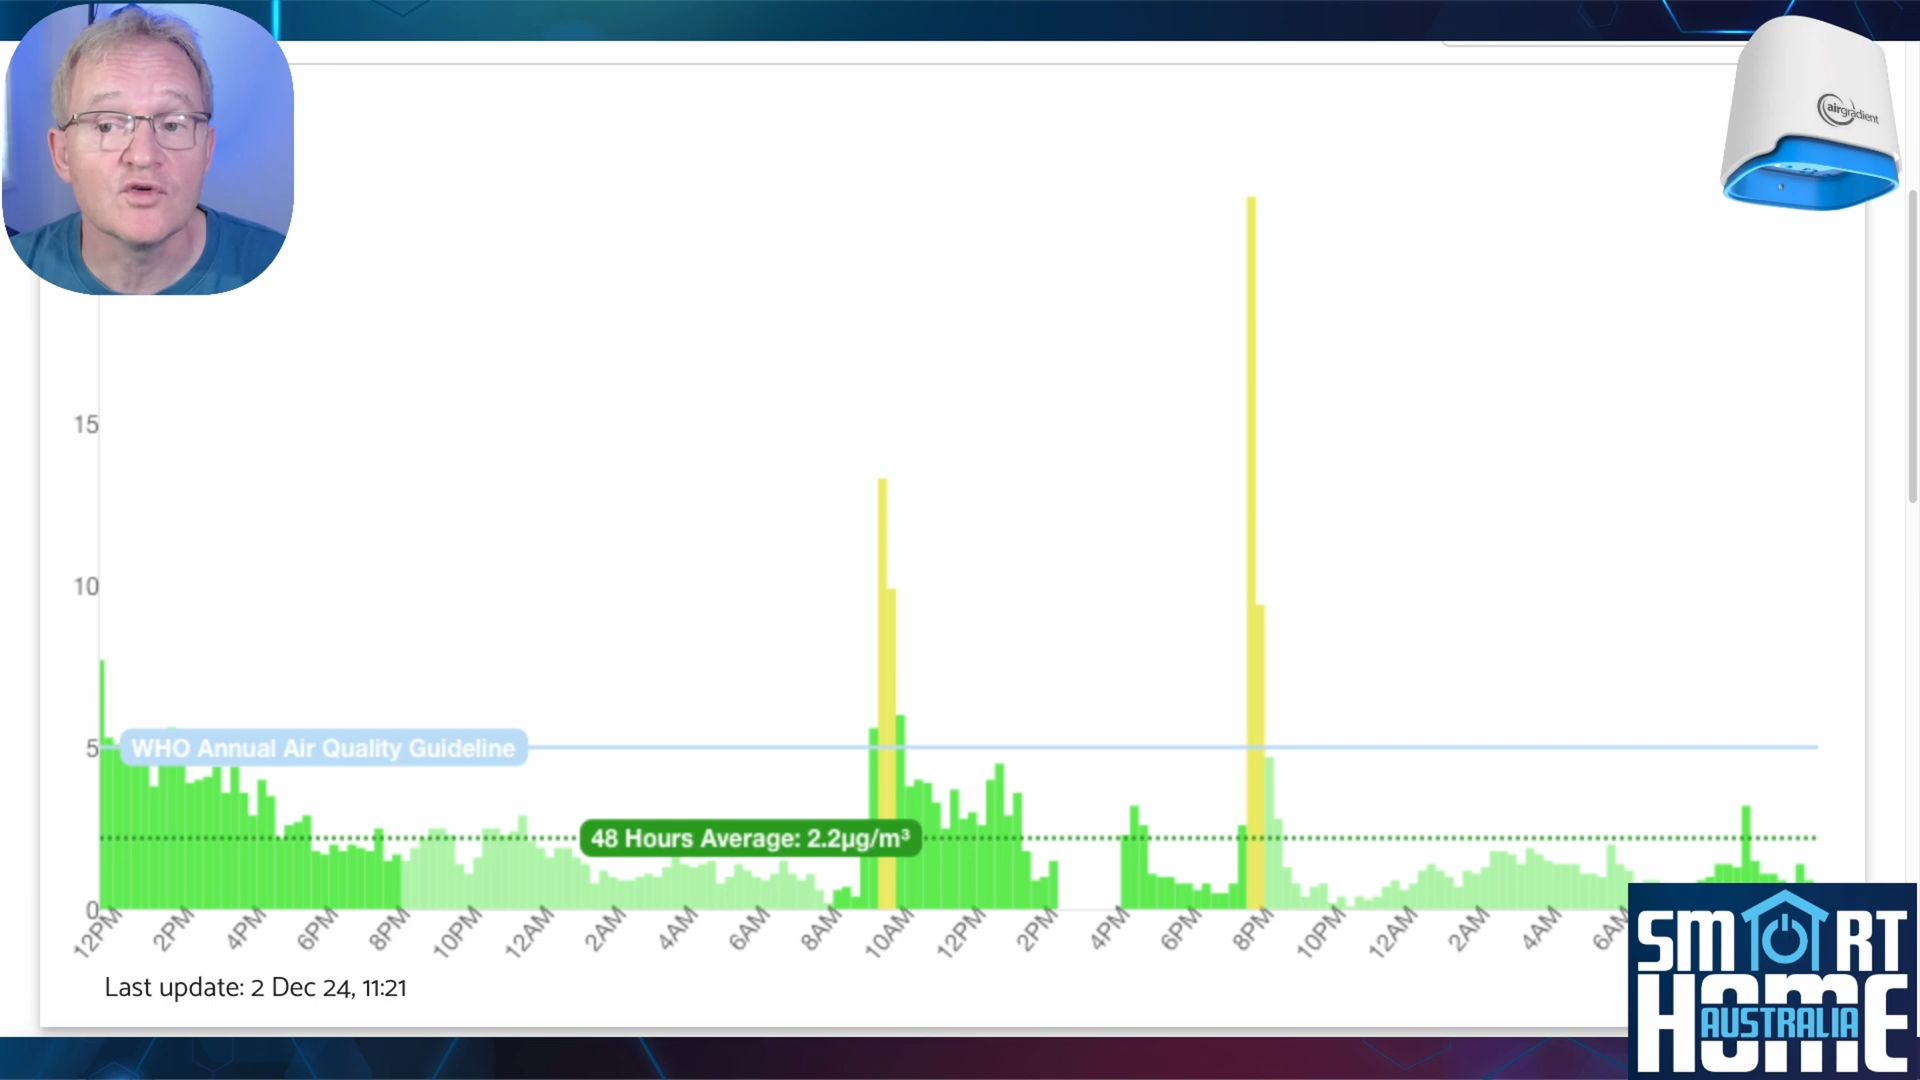 airgradient
15
10
5
WHO Annual Air Quality Guideline
48 Hours Average: 2.2µg/m³
0
12PM 2PM 4PM 6PM 8PM 10PM 12AM 2AM 4AM 6AM 8AM 10AM 12PM 2PM 4PM 6PM 8PM 10PM 12AM 2AM 4AM
Last update: 2 Dec 24, 11:21
SMART
HOME
AUSTRALIA